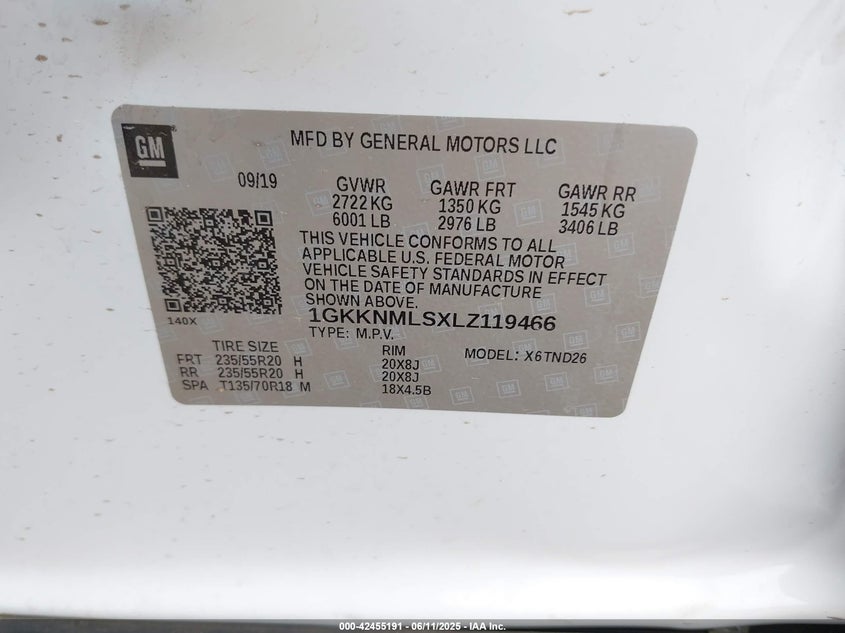 GM
MFD BY GENERAL MOTORS LLC
09/19
GVWR GAWR FRT GAWR RR
2722 KG 1350 KG 1545 KG
6001 LB 2976 LB 3406 LB
THIS VEHICLE CONFORMS TO ALL
APPLICABLE U.S. FEDERAL MOTOR
VEHICLE SAFETY STANDARDS IN EFFECT
ON THE DATE OF MANUFACTURE
SHOWN ABOVE.
140X
1GKKNMLSXLZ119466
TYPE: M.P.V.
MODEL: X6TND26
TIRE SIZE RIM
FRT 235/55R20 H 20X8J
RR 235/55R20 H 20X8J
SPA T135/70R18 M 18X4.5B
000-42455191 - 06/11/2025 - IAA Inc.